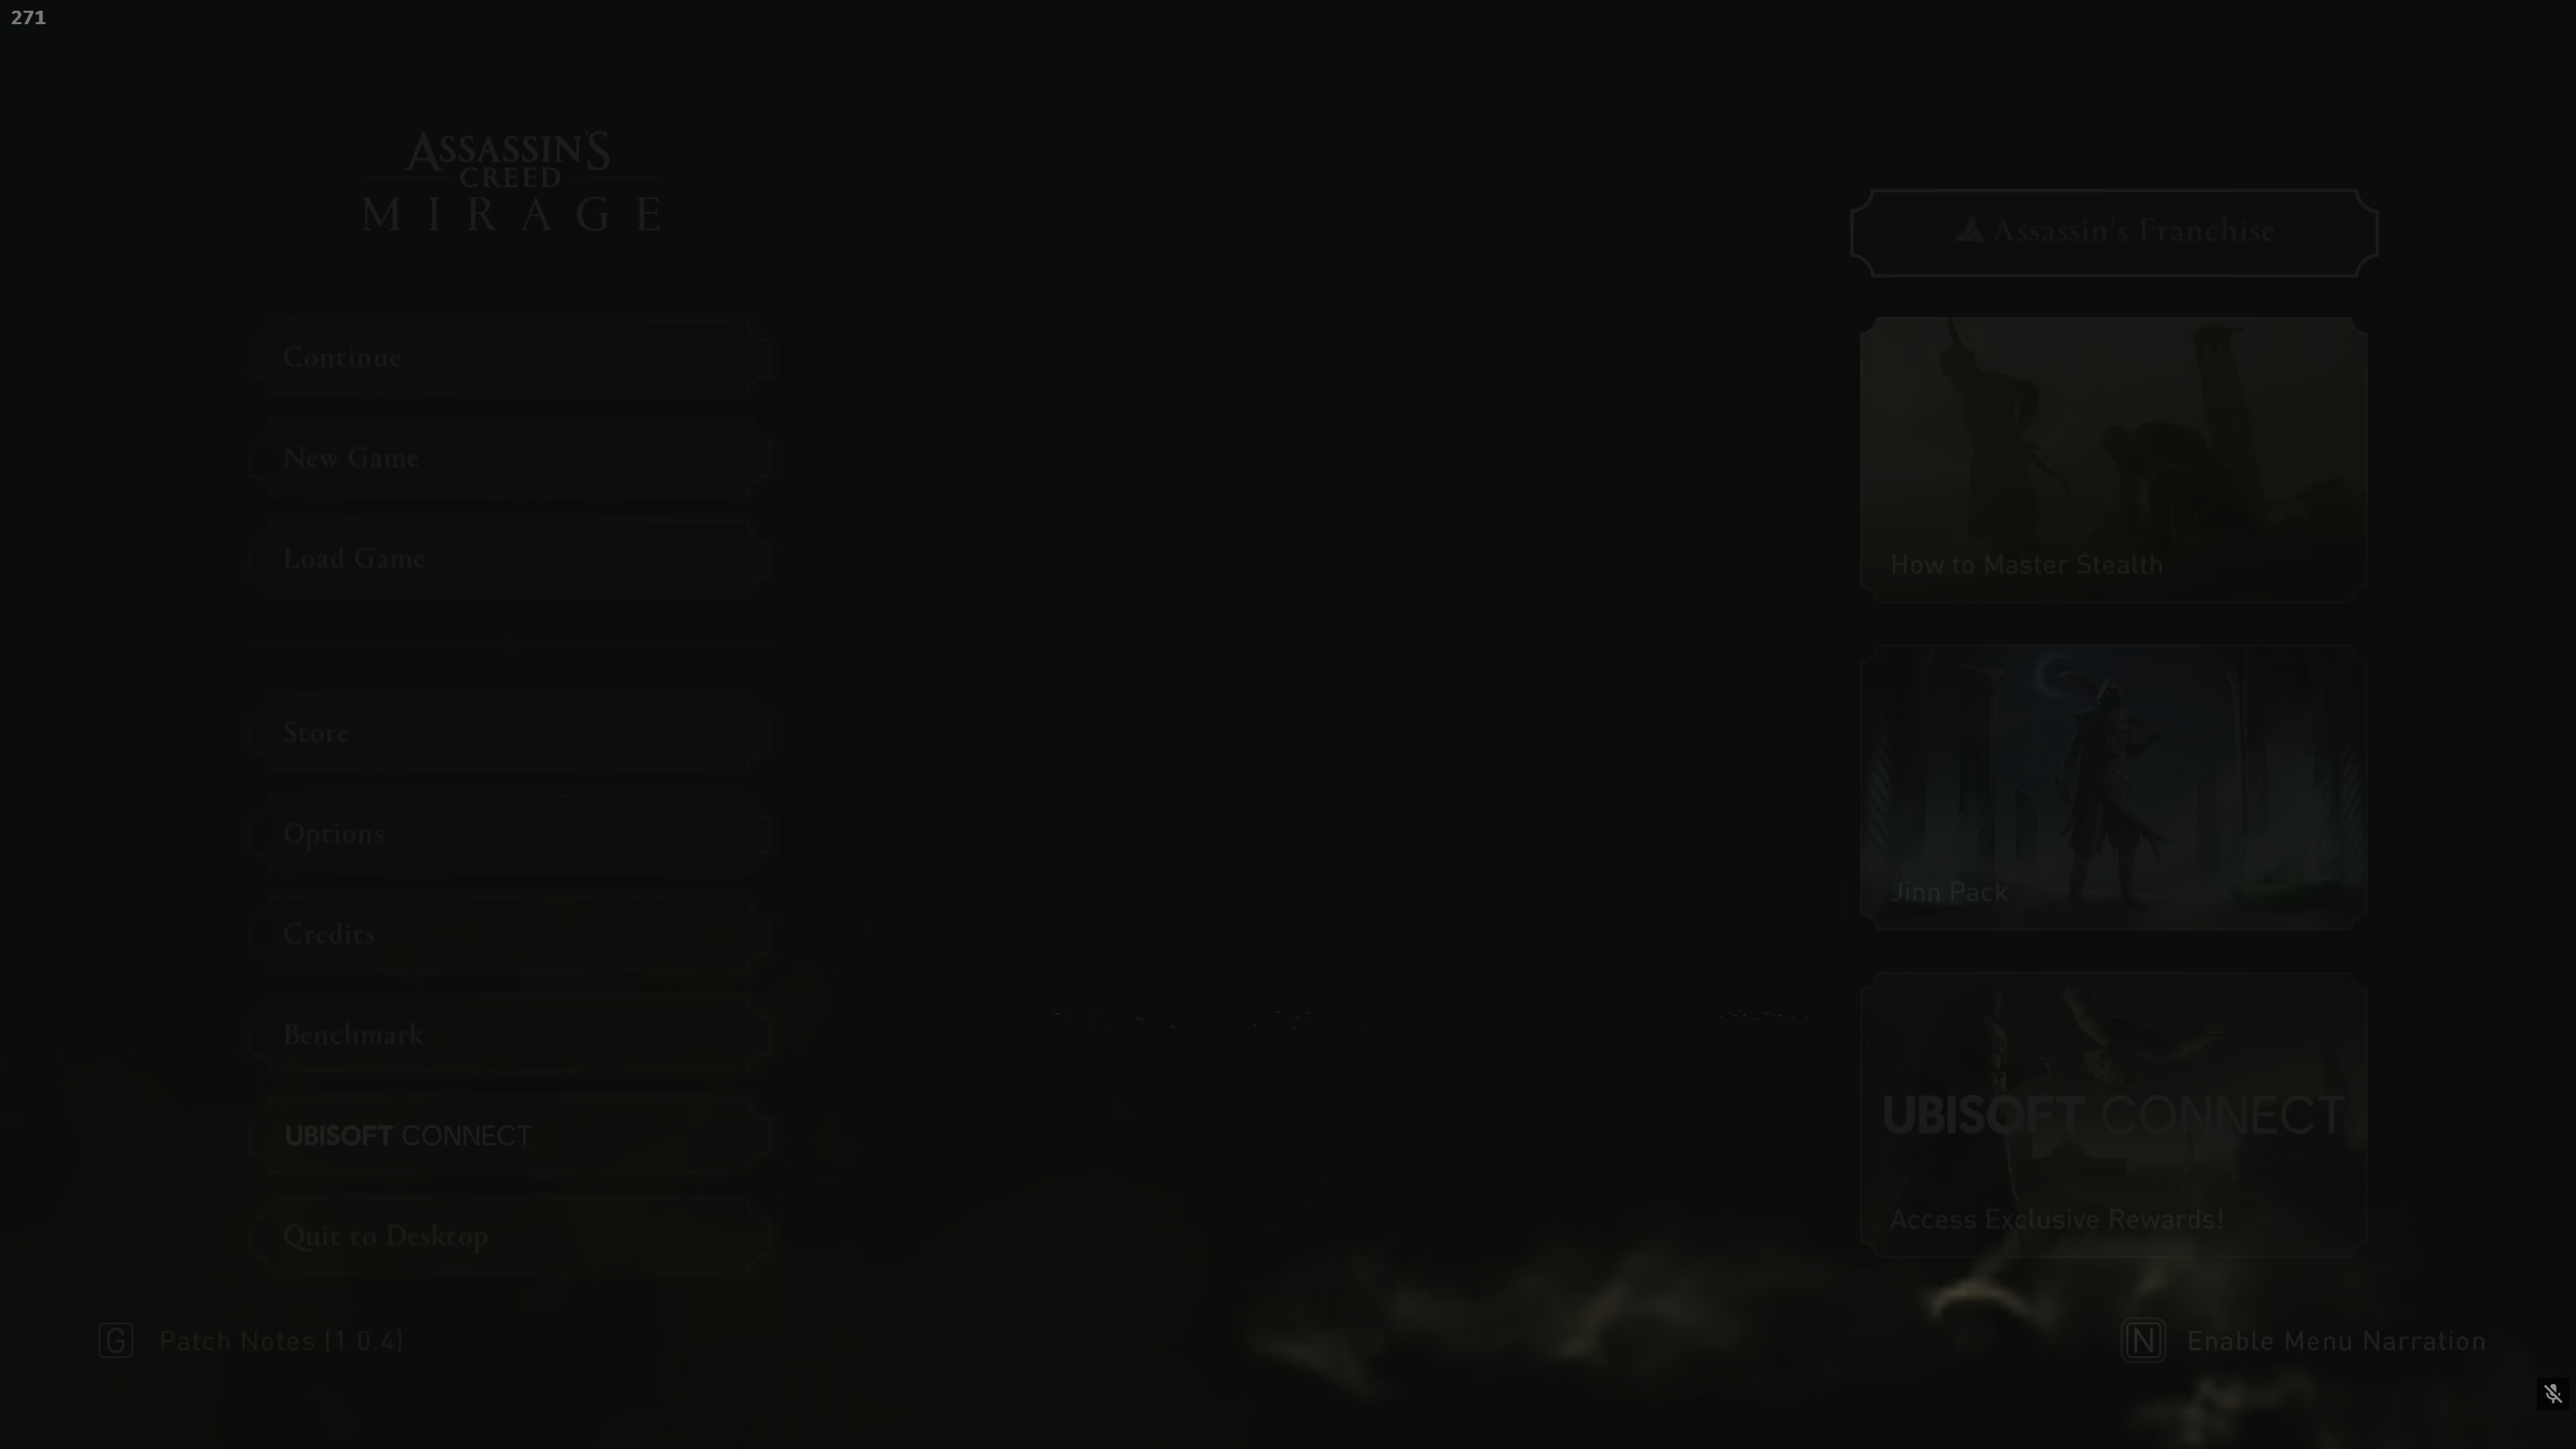 271
ASSASSIN'S
CREED
MIRAGE
Continue
New Game
Load Game
Store
Options
Credits
Benchmark
UBISOFT CONNECT
Quit to Desktop
G Patch Notes (1.0.4)
Assassin's Franchise
How to Master Stealth
Jinn Pack
UBISOFT CONNECT
Access Exclusive Rewards!
N Enable Menu Narration